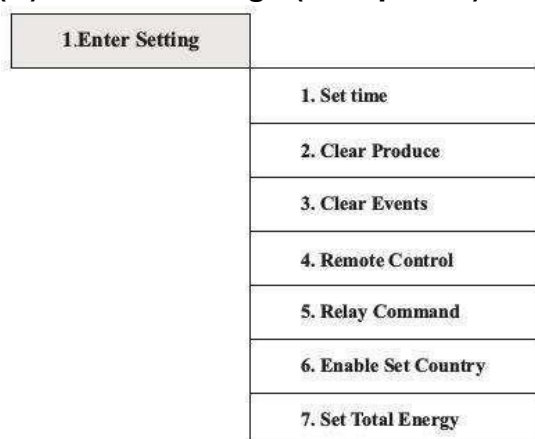 1.Enter Setting
1. Set time
2. Clear Produce
3. Clear Events
4. Remote Control
5. Relay Command
6. Enable Set Country
7. Set Total Energy